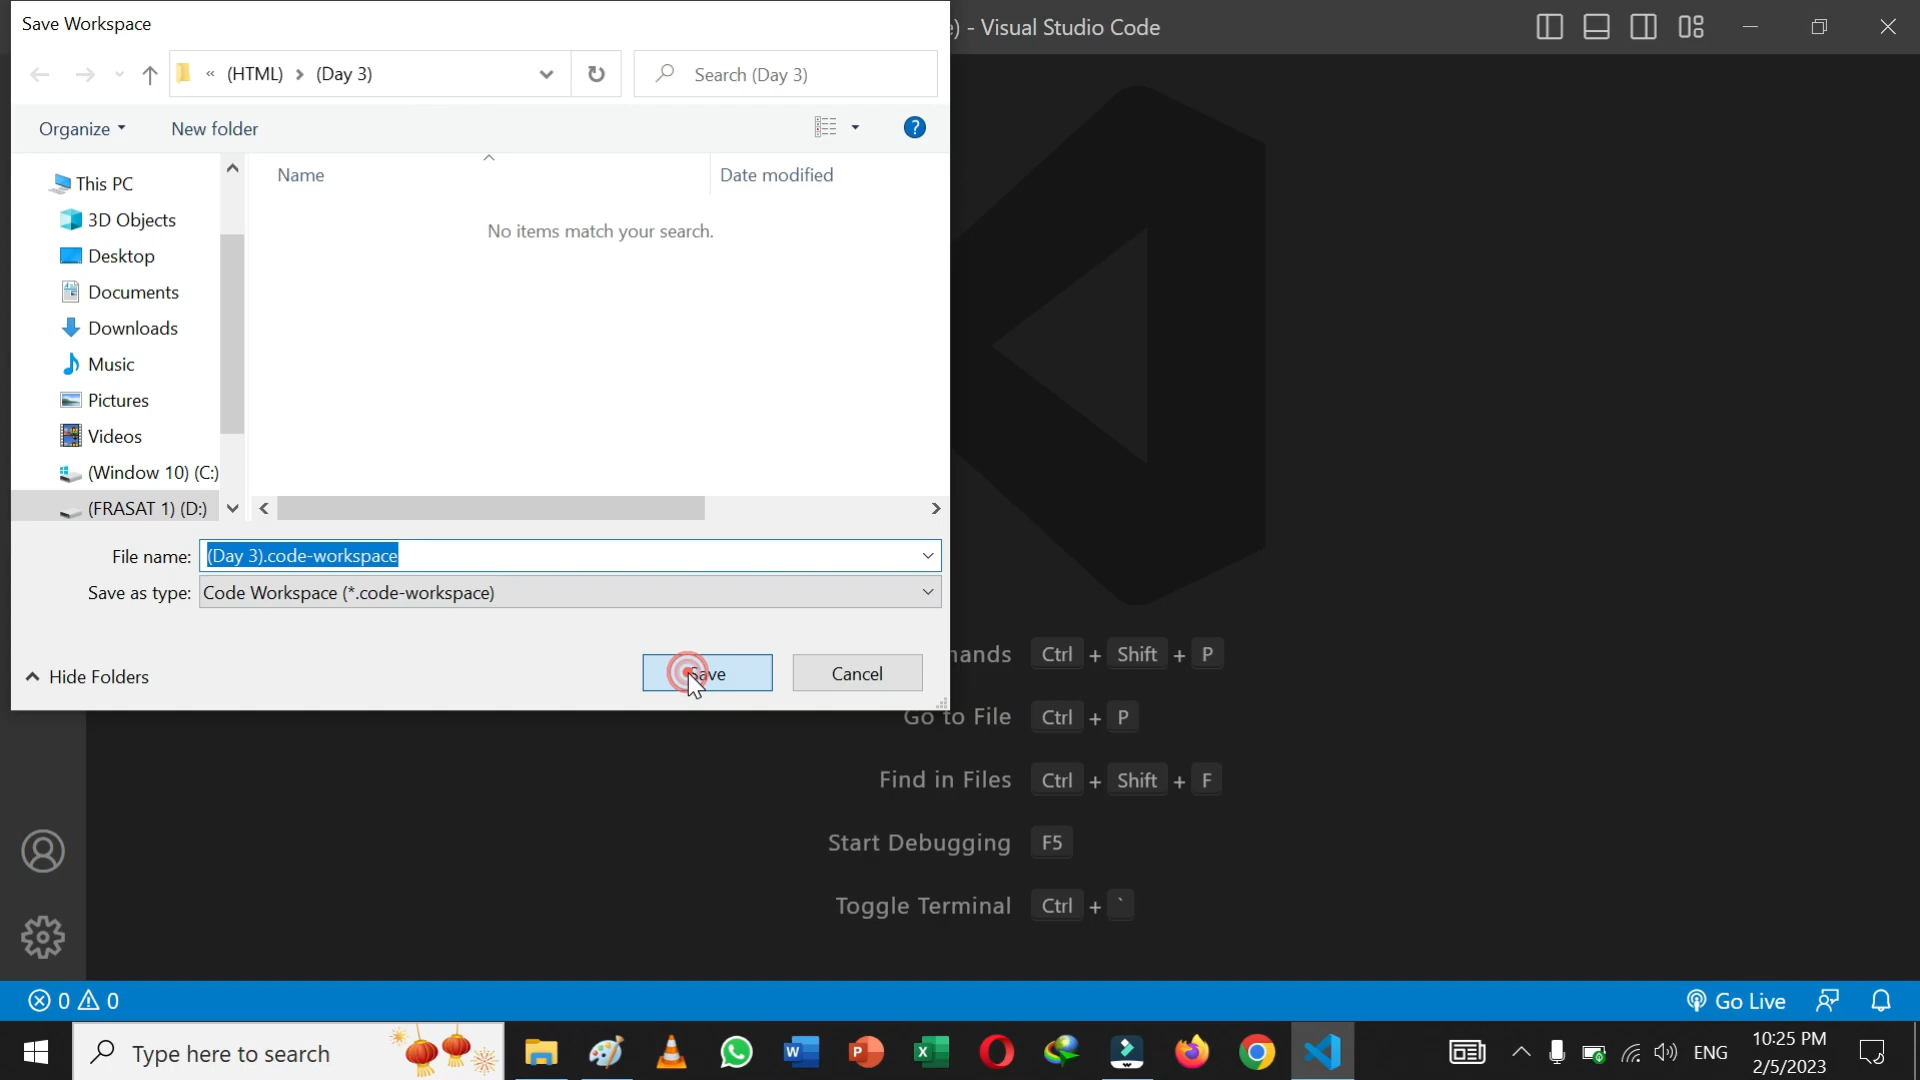 Save Workspace
e) - Visual Studio Code
« (HTML) > (Day 3)
Search (Day 3)
Organize
New folder
?
Name
Date modified
This PC
3D Objects
Desktop
Documents
Downloads
Music
Pictures
Videos
(Window 10) (C:)
(FRASAT 1) (D:)
No items match your search.
File name: (Day 3).code-workspace
Save as type: Code Workspace (*.code-workspace)
Hide Folders
Save
Cancel
mands Ctrl + Shift + P
Go to File Ctrl + P
Find in Files Ctrl + Shift + F
Start Debugging F5
Toggle Terminal Ctrl + `
0 0
Go Live
Type here to search
ENG
10:25 PM
2/5/2023